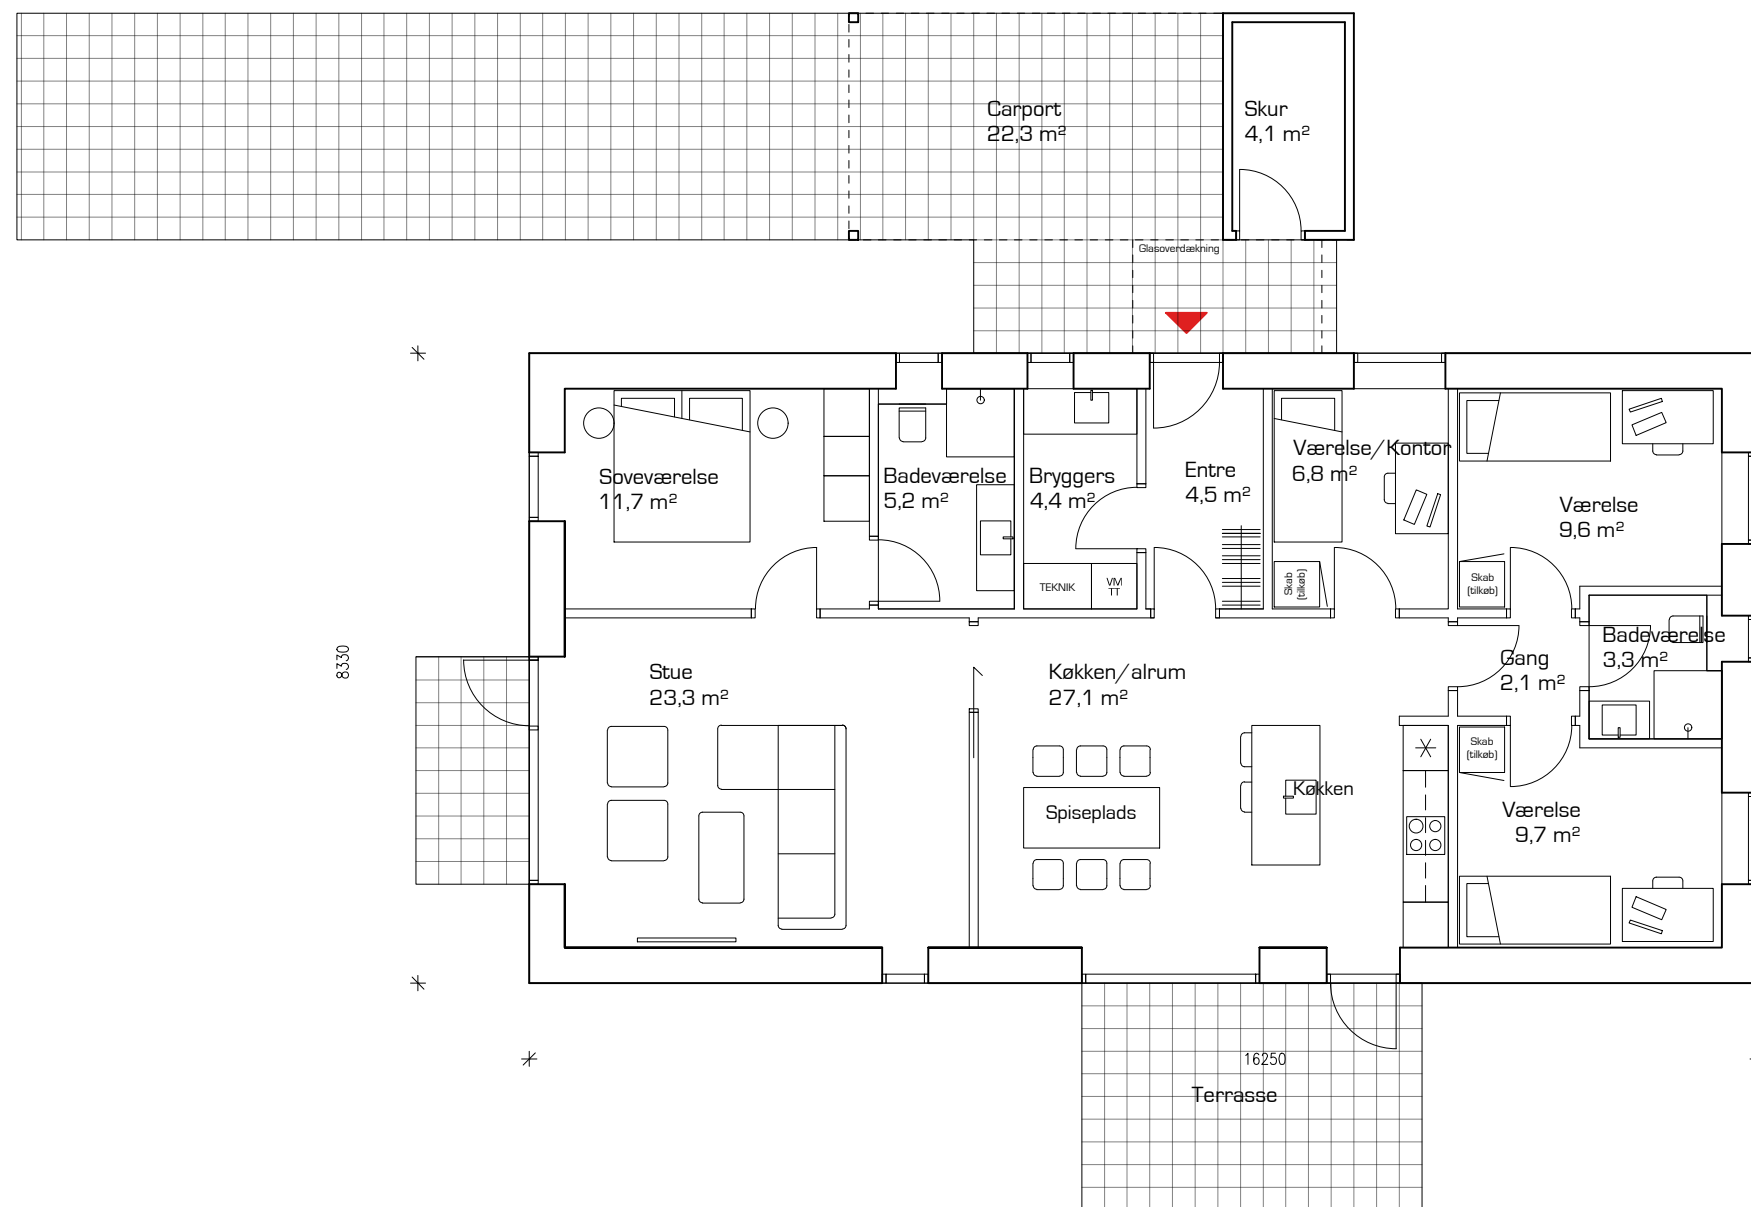 Carport
22,3 m²
Skur
4,1 m²
Glasoverdækning
Soveværelse
11,7 m²
Badeværelse
5,2 m²
Bryggers
4,4 m²
Entre
4,5 m²
Værelse/Kontor
6,8 m²
Værelse
9,6 m²
TEKNIK
VM
TT
Skab
(tilkøb)
Skab
(tilkøb)
8330
Stue
23,3 m²
Køkken/alrum
27,1 m²
Gang
2,1 m²
Badeværelse
3,3 m²
Skab
(tilkøb)
Køkken
Spiseplads
Værelse
9,7 m²
16250
Terrasse